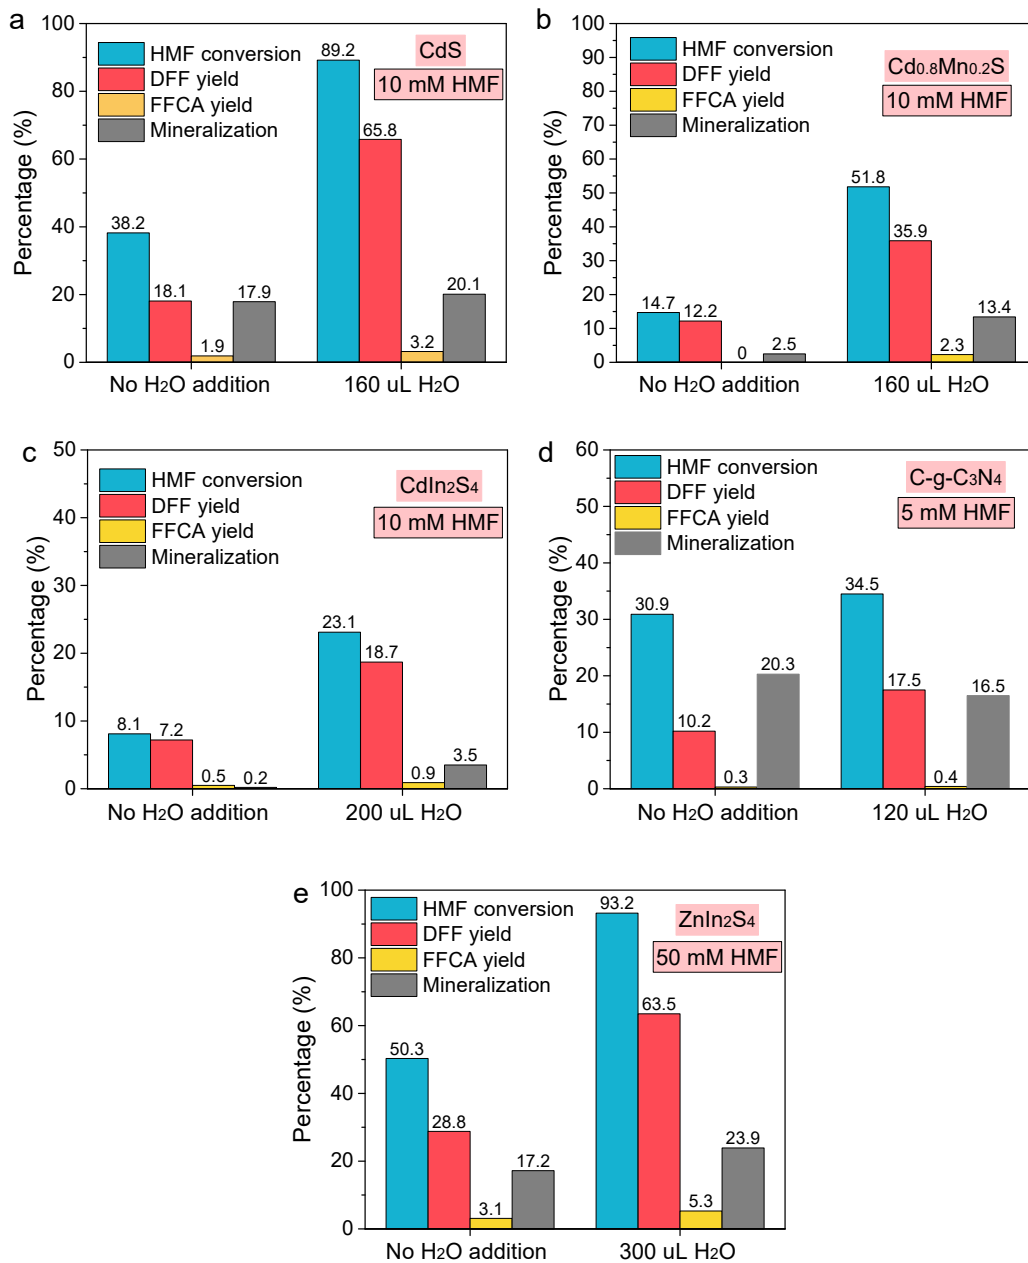 a
HMF conversion
DFF yield
FFCA yield
Mineralization
CdS
10 mM HMF
Percentage (%)
100
80
60
40
20
0
38.2
18.1
1.9
17.9
89.2
65.8
3.2
20.1
No H2O addition
160 uL H2O
b
HMF conversion
DFF yield
FFCA yield
Mineralization
Cd0.8Mn0.2S
10 mM HMF
Percentage (%)
100
90
80
70
60
50
40
30
20
10
0
14.7
12.2
0
2.5
51.8
35.9
2.3
13.4
No H2O addition
160 uL H2O
c
HMF conversion
DFF yield
FFCA yield
Mineralization
CdIn2S4
10 mM HMF
Percentage (%)
50
40
30
20
10
0
8.1
7.2
0.5
0.2
23.1
18.7
0.9
3.5
No H2O addition
200 uL H2O
d
HMF conversion
DFF yield
FFCA yield
Mineralization
C-g-C3N4
5 mM HMF
Percentage (%)
60
50
40
30
20
10
0
30.9
10.2
0.3
20.3
34.5
17.5
0.4
16.5
No H2O addition
120 uL H2O
e
HMF conversion
DFF yield
FFCA yield
Mineralization
ZnIn2S4
50 mM HMF
Percentage (%)
100
80
60
40
20
0
50.3
28.8
3.1
17.2
93.2
63.5
5.3
23.9
No H2O addition
300 uL H2O